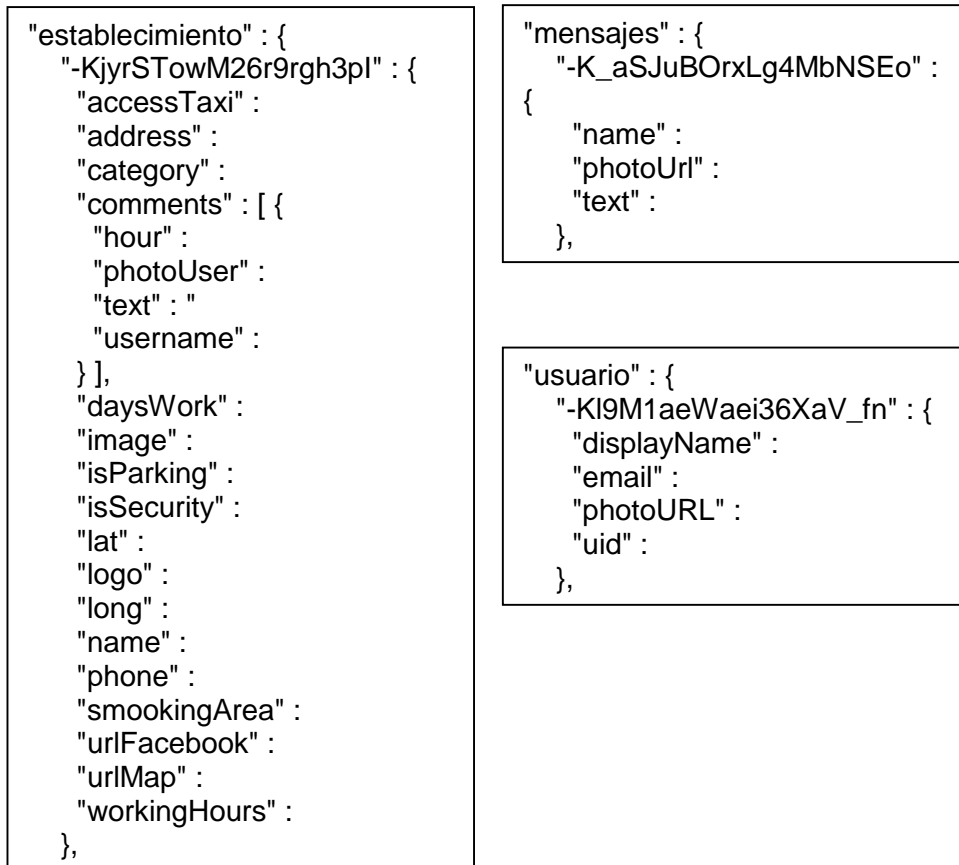 "establecimiento" : {
"-KjyrSTowM26r9rgh3pI" : {
"accessTaxi" :
"address" :
"category" :
"comments" : [ {
"hour" :
"photoUser" :
"text" : "
"username" :
} ],
"daysWork" :
"image" :
"isParking" :
"isSecurity" :
"lat" :
"logo" :
"long" :
"name" :
"phone" :
"smookingArea" :
"urlFacebook" :
"urlMap" :
"workingHours" :
},
"mensajes" : {
"-K_aSJuBOrxLg4MbNSEo" :
{
"name" :
"photoUrl" :
"text" :
},
"usuario" : {
"-Kl9M1aeWaei36XaV_fn" : {
"displayName" :
"email" :
"photoURL" :
"uid" :
},